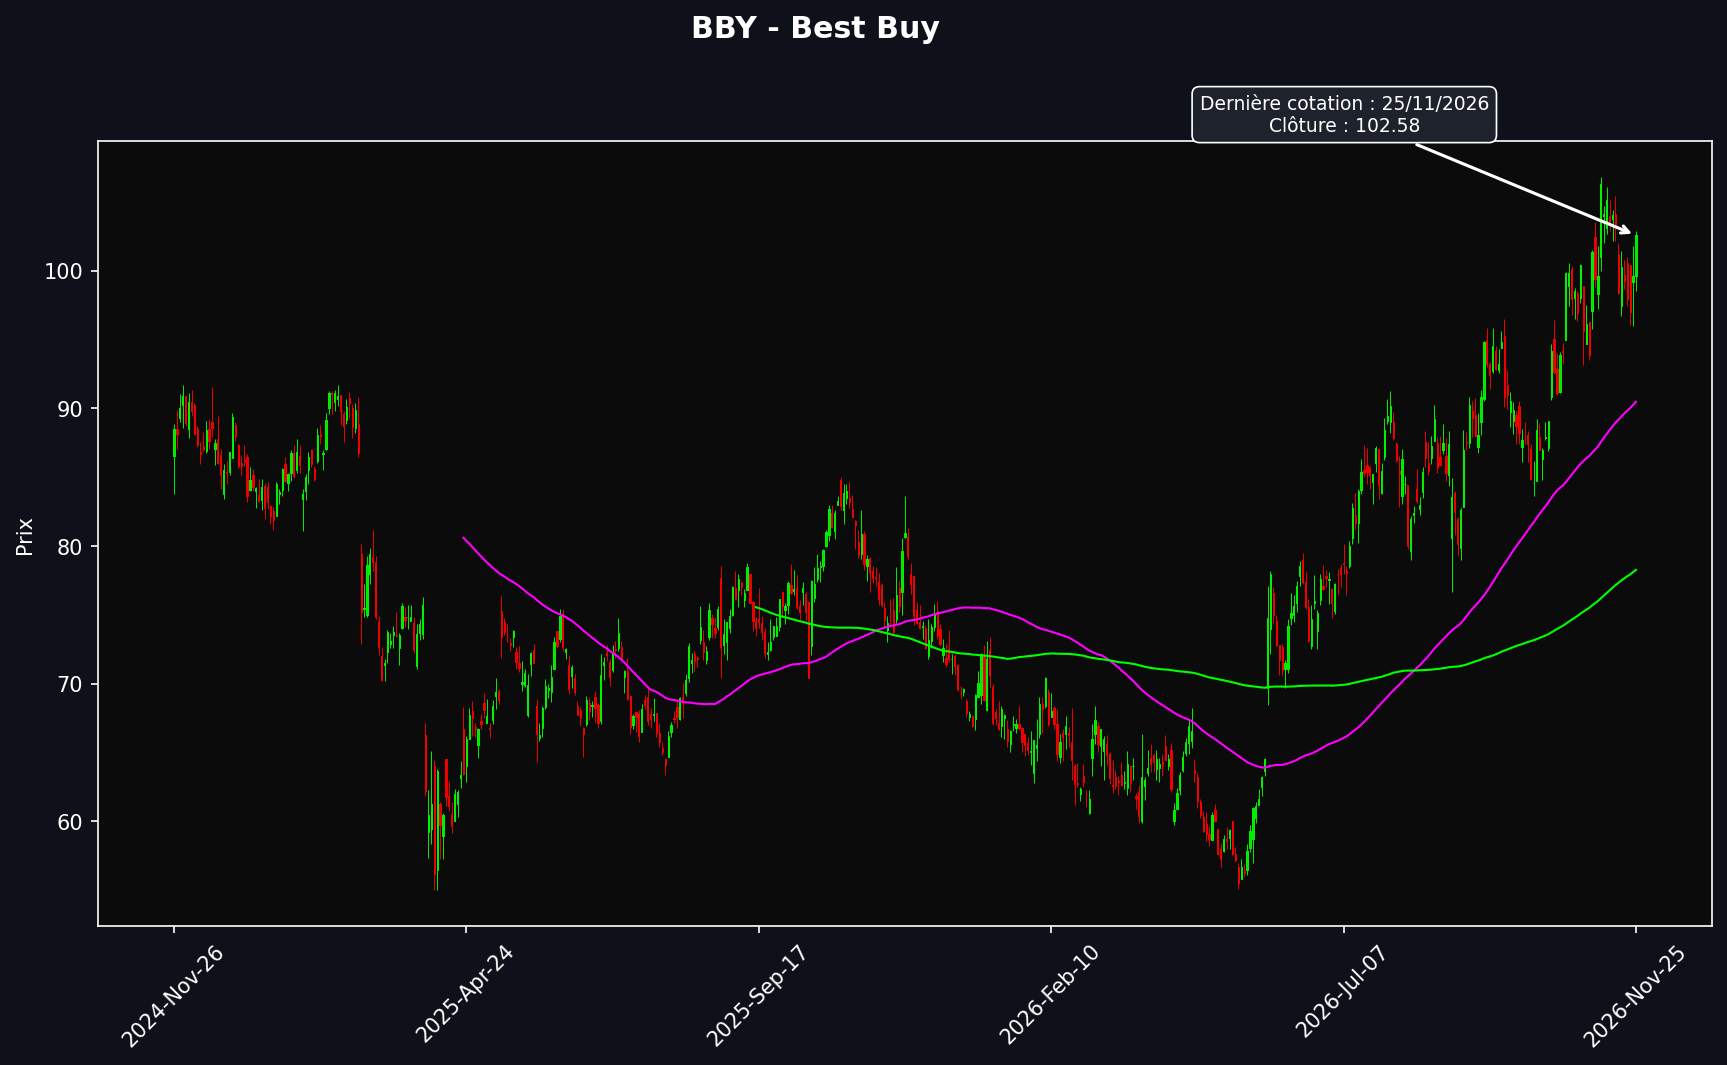 BBY - Best Buy
Dernière cotation : 25/11/2026
Clôture : 102.58
Prix
100
90
80
70
60
2024-Nov-26
2025-Apr-24
2025-Sep-17
2026-Feb-10
2026-Jul-07
2026-Nov-25